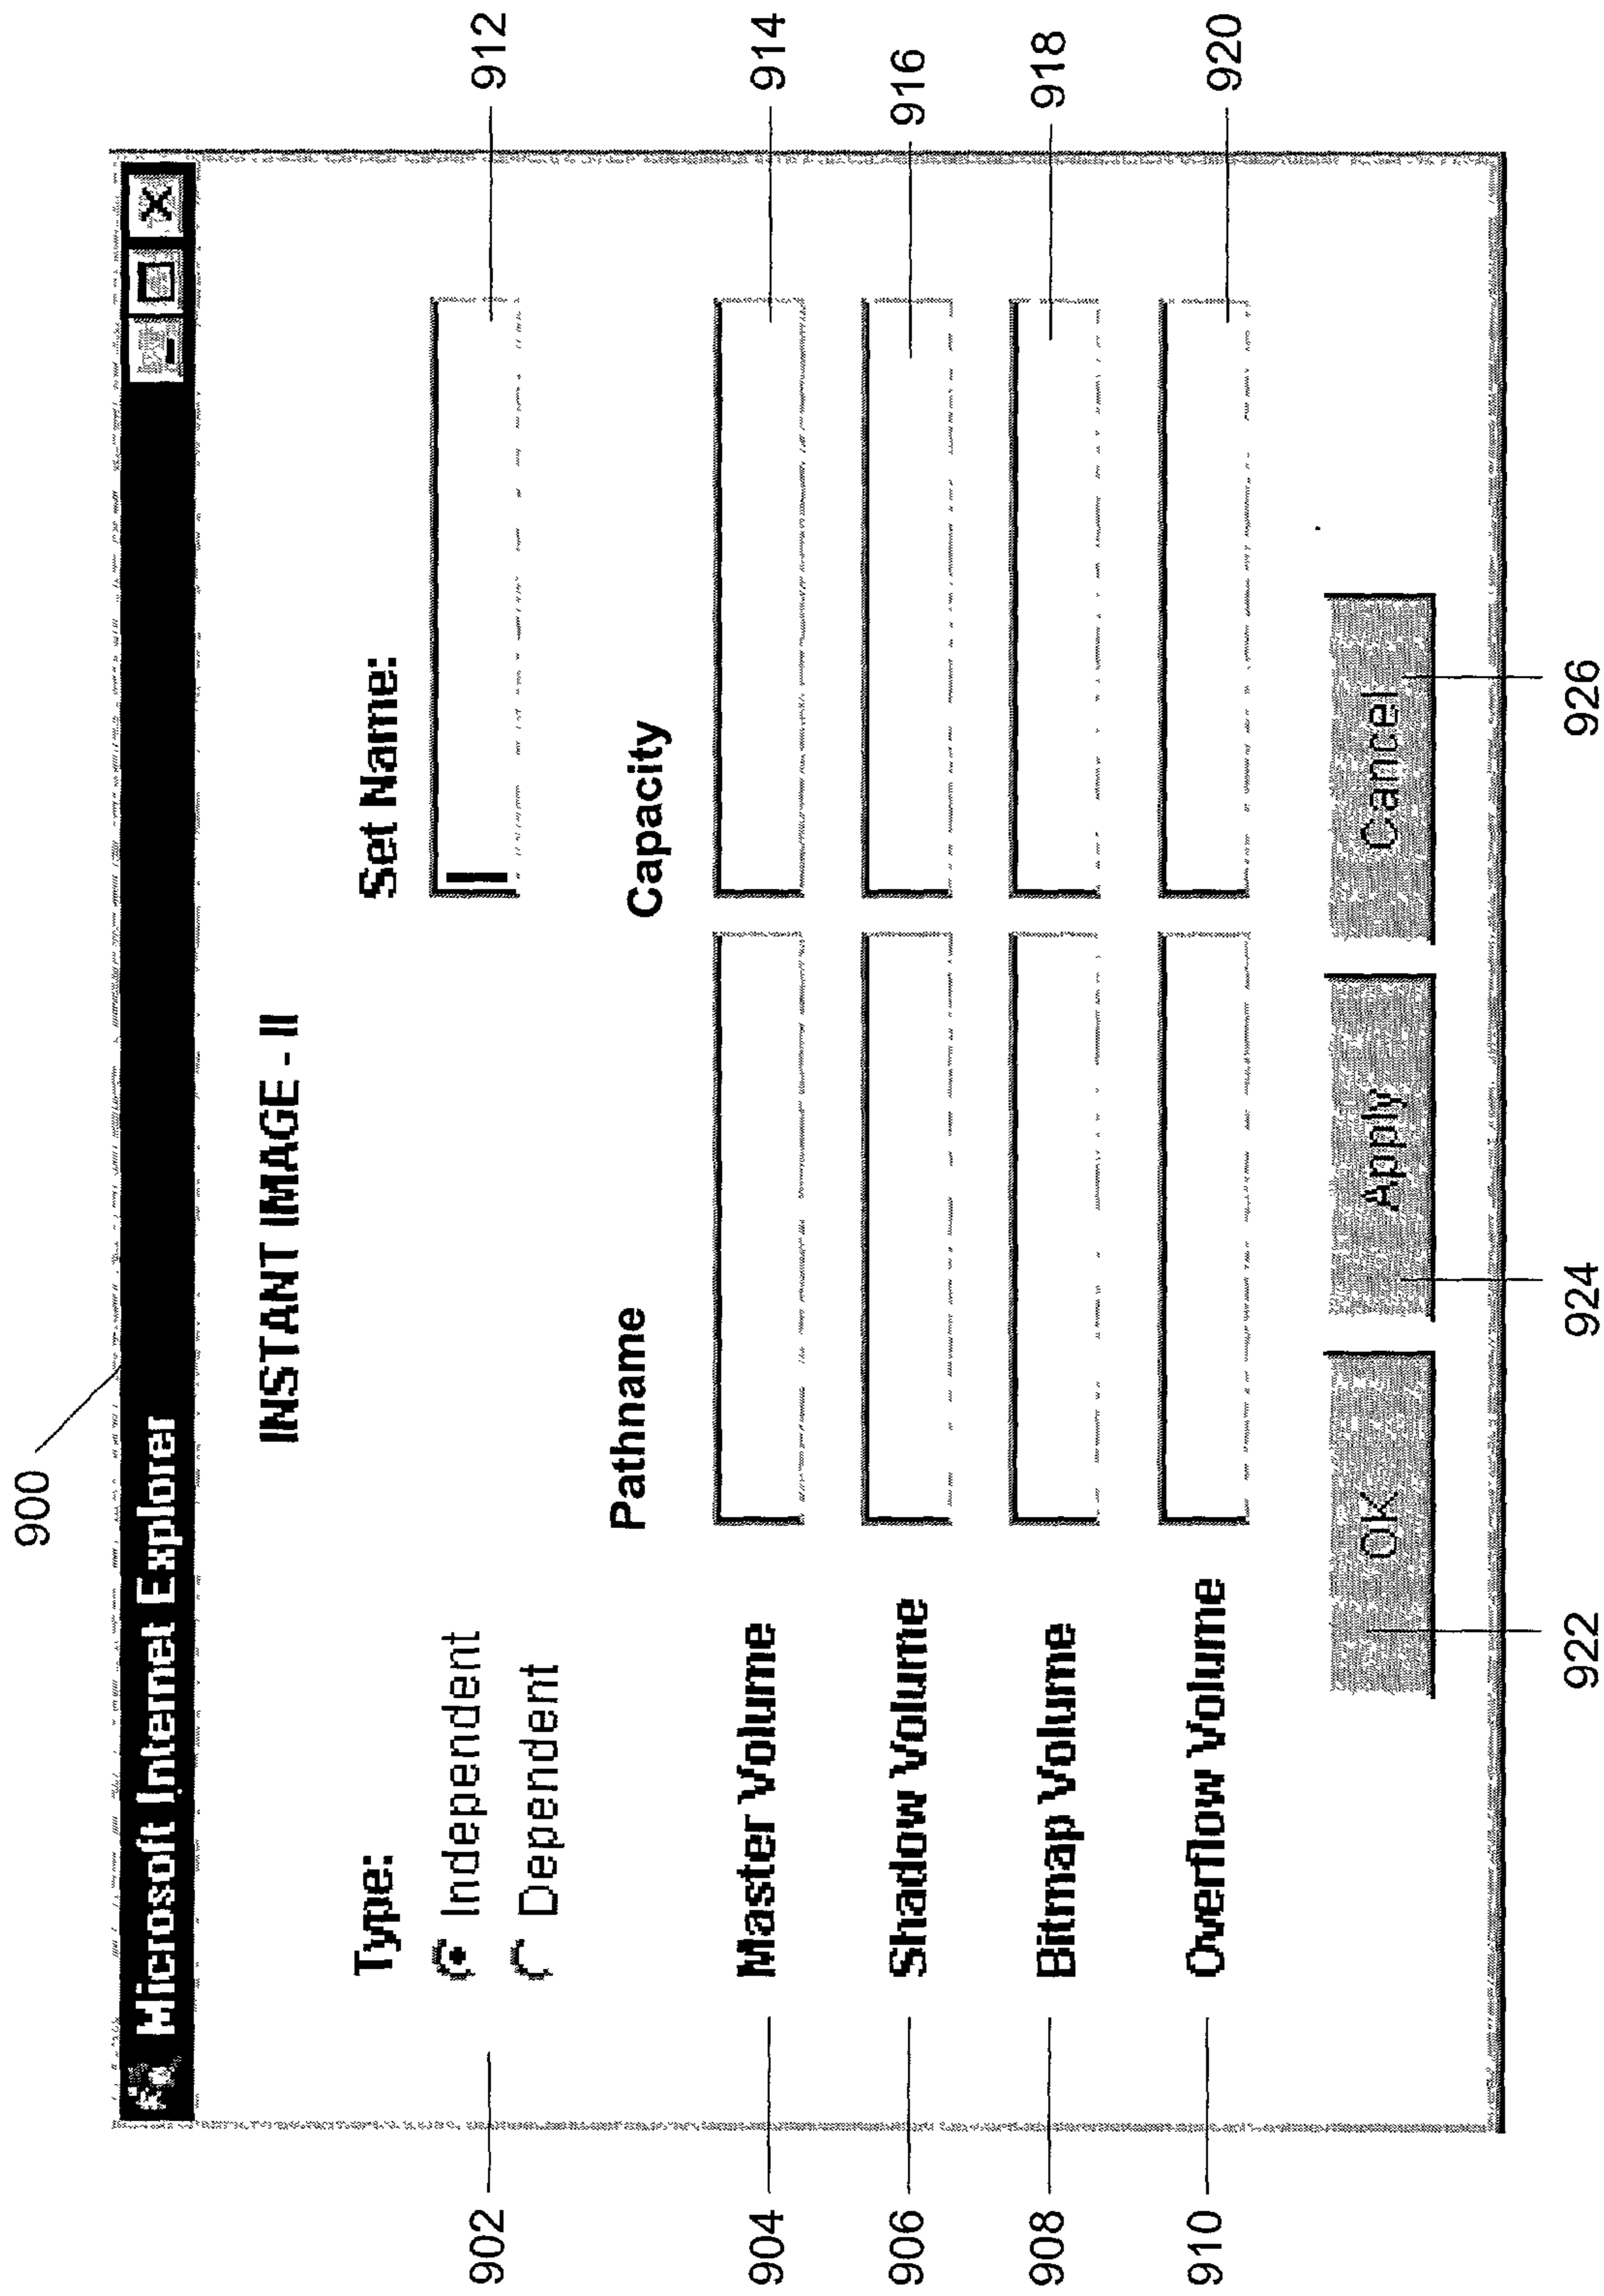 900
Microsoft Internet Explorer
INSTANT IMAGE - II
Type:
Set Name:
902
Independent
912
Dependent
Pathname
Capacity
904
Master Volume
914
906
Shadow Volume
916
908
Bitmap Volume
918
910
Overflow Volume
920
OK
Apply
Cancel
922
924
926